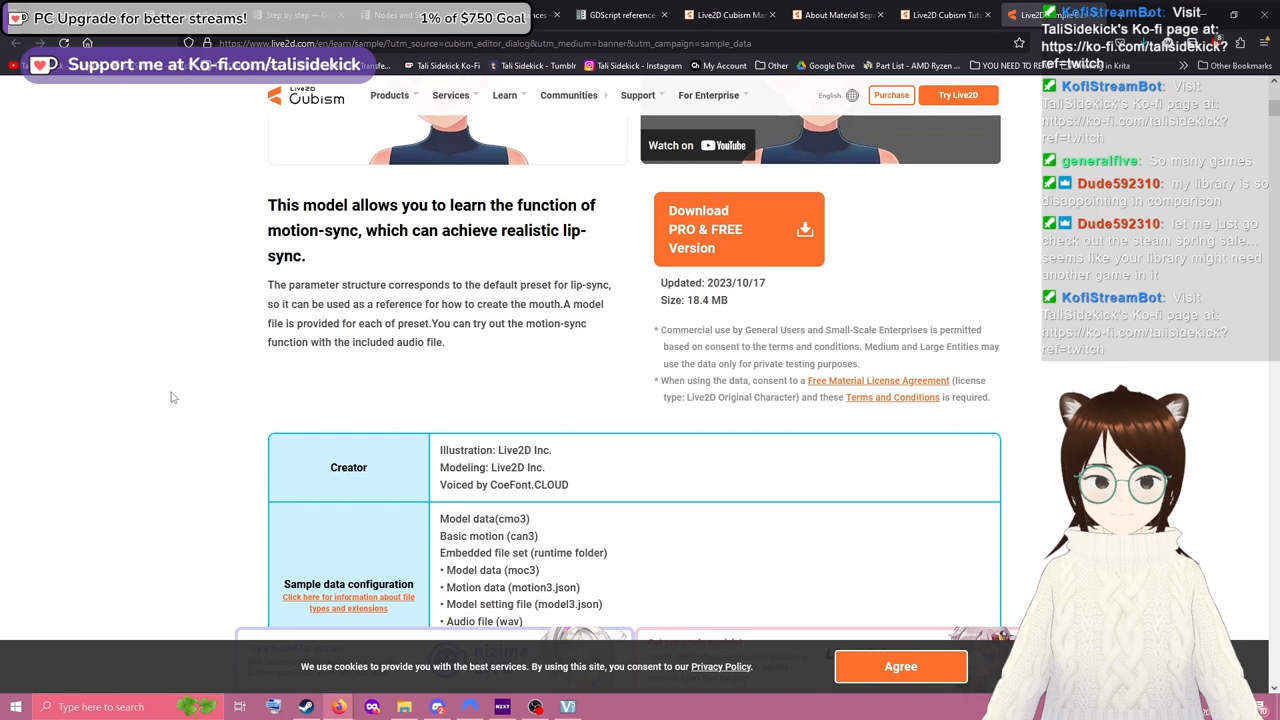 PC Upgrade for better streams!
1% of $750 Goal
Step by step
Nodes and
GDScript reference
Live2D Cubism Man
About Material Sep
Live2D Cubism Tut
https://www.live2d.com/en/learn/sample/?utm_source=cubism_editor_dialog&utm_medium=banner&utm_campaign=sample_data
Support me at Ko-fi.com/talisidekick
Tali Sidekick Ko-Fi
Tali Sidekick - Tumblr
Tali Sidekick - Instagram
My Account
Other
Google Drive
Part List - AMD Ryzen
YOU NEED TO READ
in Krita
Other Bookmarks
Live2D
Cubism
Products
Services
Learn
Communities
Support
For Enterprise
English
Purchase
Try Live2D
Watch on YouTube
This model allows you to learn the function of
motion-sync, which can achieve realistic lip-
sync.
The parameter structure corresponds to the default preset for lip-sync,
so it can be used as a reference for how to create the mouth.A model
file is provided for each of preset.You can try out the motion-sync
function with the included audio file.
Download
PRO & FREE
Version
Updated: 2023/10/17
Size: 18.4 MB
* Commercial use by General Users and Small-Scale Enterprises is permitted
based on consent to the terms and conditions. Medium and Large Entities may
use the data only for private testing purposes.
* When using the data, consent to a Free Material License Agreement (license
type: Live2D Original Character) and these Terms and Conditions is required.
Creator
Illustration: Live2D Inc.
Modeling: Live2D Inc.
Voiced by CoeFont.CLOUD
Sample data configuration
Click here for information about file
types and extensions
Model data(cmo3)
Basic motion (can3)
Embedded file set (runtime folder)
• Model data (moc3)
• Motion data (motion3.json)
• Model setting file (model3.json)
• Audio file (wav)
We use cookies to provide you with the best services. By using this site, you consent to our Privacy Policy.
Agree
KofiStreamBot: Visit
TaliSidekick's Ko-fi page at:
https://ko-fi.com/talisidekick?
ref=twitch
KofiStreamBot: Visit
TaliSidekick's Ko-fi page at:
https://ko-fi.com/talisidekick?
ref=twitch
generalfive: So many games
Dude592310: my library is so
disappointing in comparison
Dude592310: let me just go
check out the steam spring sale...
seems like your library might need
another game in it
KofiStreamBot: Visit
TaliSidekick's Ko-fi page at:
https://ko-fi.com/talisidekick?
ref=twitch
Type here to search